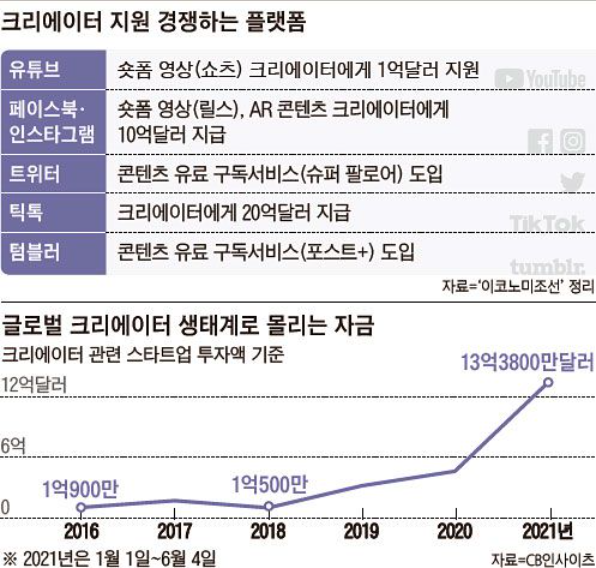 크리에이터 지원 경쟁하는 플랫폼
유튜브
숏폼 영상(쇼츠) 크리에이터에게 1억달러 지원
YouTube
페이스북·
인스타그램
숏폼 영상(릴스), AR 콘텐츠 크리에이터에게
10억달러 지급
트위터
콘텐츠 유료 구독서비스(슈퍼 팔로어) 도입
틱톡
크리에이터에게 20억달러 지급
TikTok
텀블러
콘텐츠 유료 구독서비스(포스트+) 도입
tumblr.
자료=‘이코노미조선’ 정리
글로벌 크리에이터 생태계로 몰리는 자금
크리에이터 관련 스타트업 투자액 기준
13억3800만달러
12억달러
6억
1억900만
1억500만
0
2016 2017 2018 2019 2020 2021년
※ 2021년은 1월 1일~6월 4일
자료=CB인사이츠